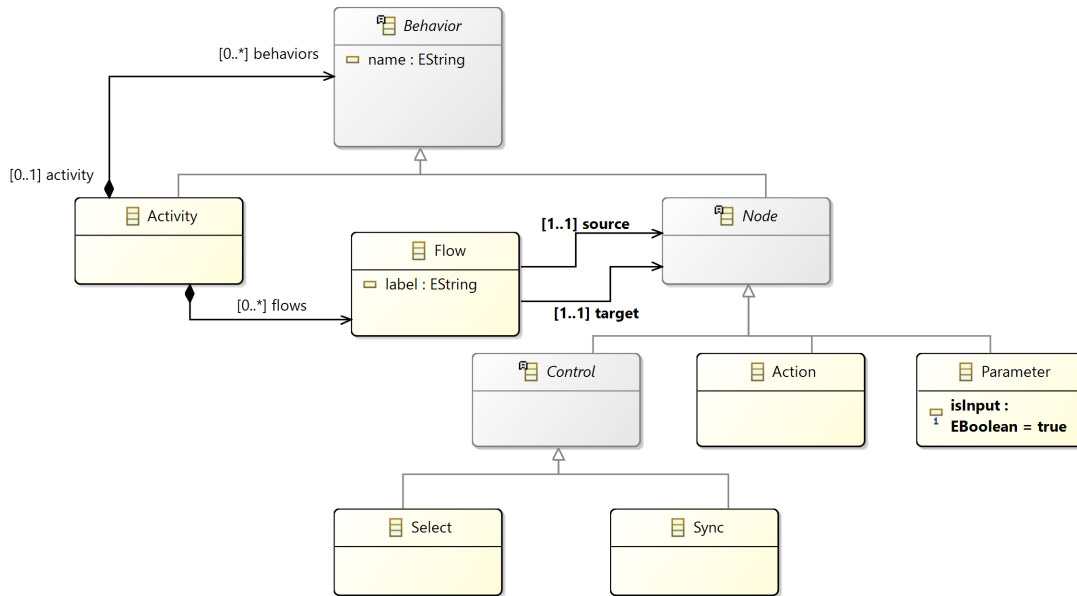 Behavior
name : EString
[0..*] behaviors
[0..1] activity
Activity
Node
[1..1] source
Flow
label : EString
[0..*] flows
[1..1] target
Control
Action
Parameter
isInput :
EBoolean = true
1
Select
Sync